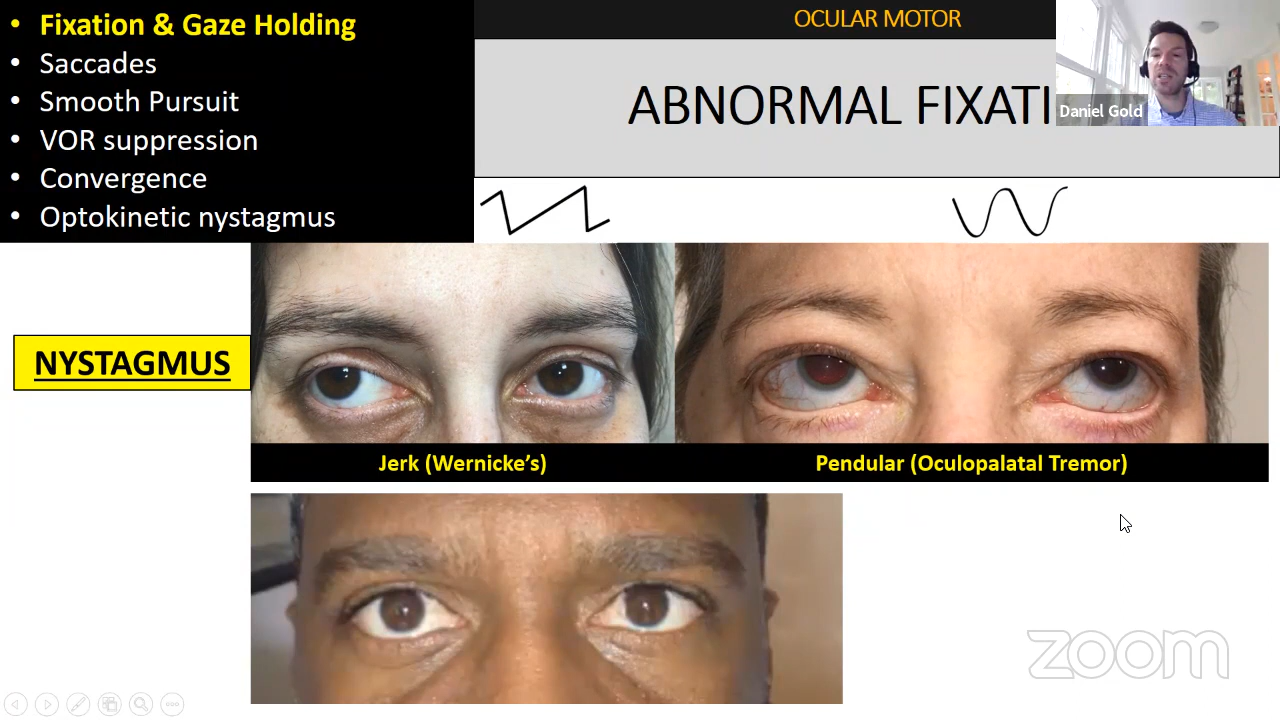 Fixation & Gaze Holding
Saccades
Smooth Pursuit
VOR suppression
Convergence
Optokinetic nystagmus
OCULAR MOTOR
ABNORMAL FIXATI
Daniel Gold
NYSTAGMUS
Jerk (Wernicke’s)
Pendular (Oculopalatal Tremor)
zoom